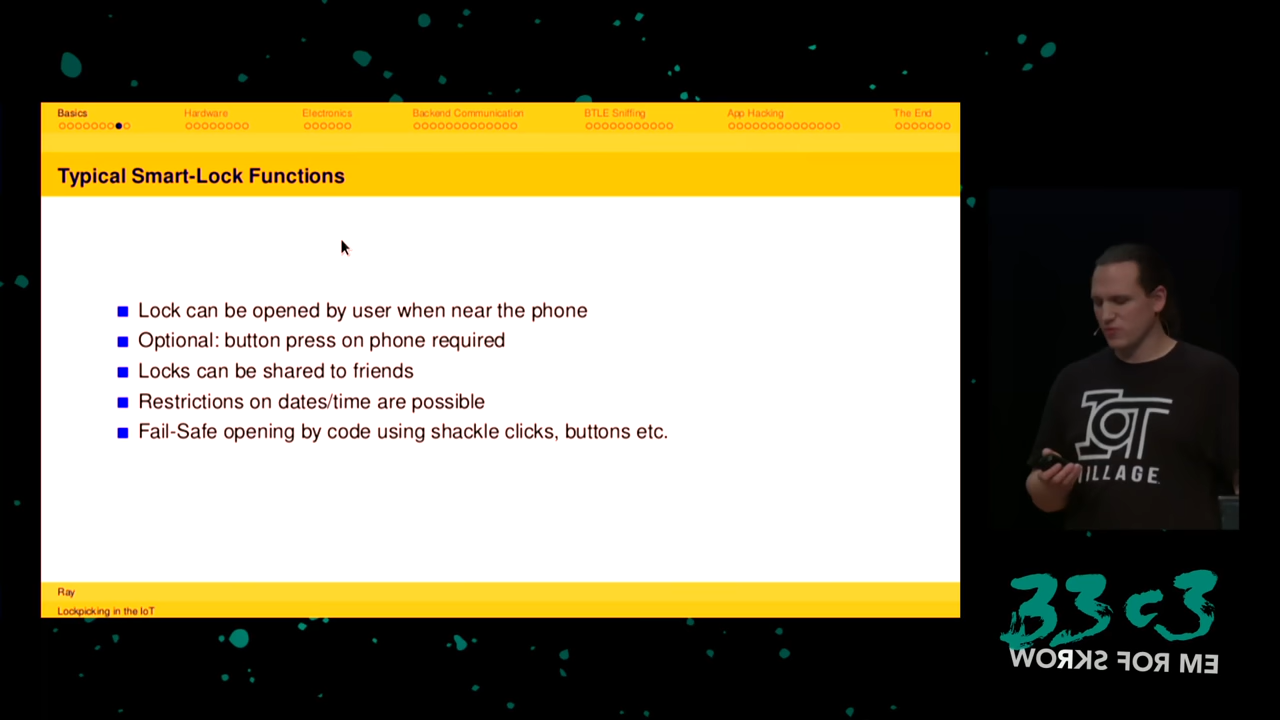 Basics
Hardware
Electronics
Backend Communication
BTLE Sniffing
App Hacking
The End
Typical Smart-Lock Functions
Lock can be opened by user when near the phone
Optional: button press on phone required
Locks can be shared to friends
Restrictions on dates/time are possible
Fail-Safe opening by code using shackle clicks, buttons etc.
Ray
Lockpicking in the IoT
IOT
VILLAGE
33c3
WORKS FOR ME